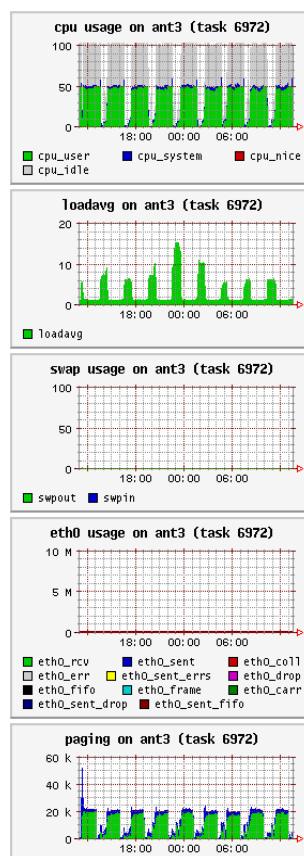 cpu usage on ant3 (task 6972)
100
50
0
18:00 00:00 06:00
cpu_user cpu_system cpu_nice
cpu_idle
loadavg on ant3 (task 6972)
20
10
0
18:00 00:00 06:00
loadavg
swap usage on ant3 (task 6972)
100
50
0
18:00 00:00 06:00
swpout swpin
eth0 usage on ant3 (task 6972)
10 M
5 M
0
18:00 00:00 06:00
eth0_rcv eth0_sent eth0_coll
eth0_err eth0_sent_errs eth0_drop
eth0_fifo eth0_frame eth0_carr
eth0_sent_drop eth0_sent_fifo
paging on ant3 (task 6972)
60 k
40 k
20 k
0
18:00 00:00 06:00